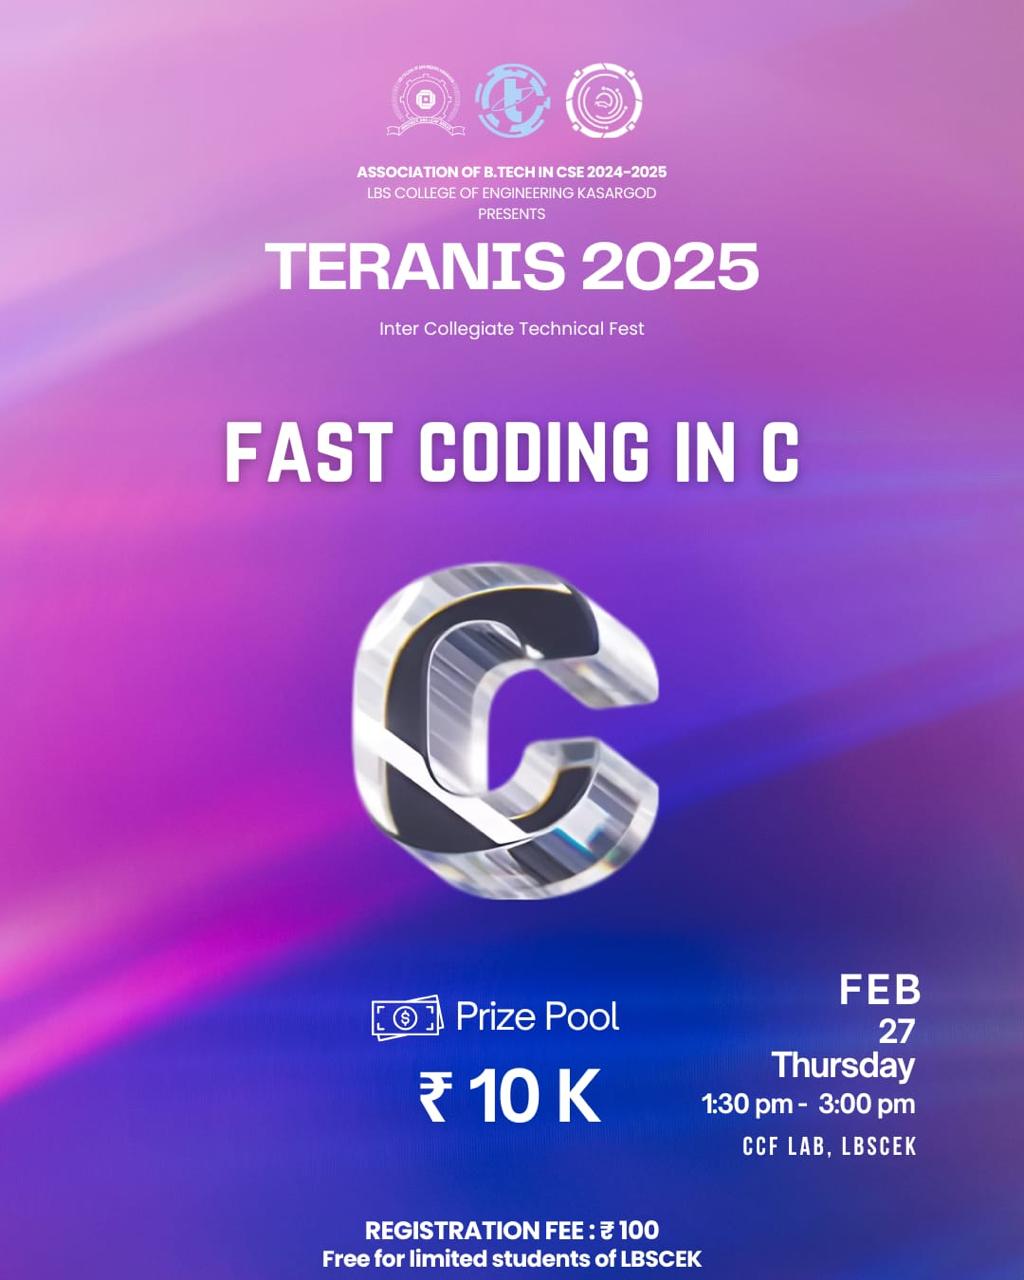 ASSOCIATION OF B.TECH IN CSE 2024-2025
LBS COLLEGE OF ENGINEERING KASARGOD
PRESENTS
TERANIS 2025
Inter Collegiate Technical Fest
FAST CODING IN C
C
Prize Pool
₹ 10 K
FEB
27
Thursday
1:30 pm - 3:00 pm
CCF LAB, LBSCEK
REGISTRATION FEE : ₹ 100
Free for limited students of LBSCEK